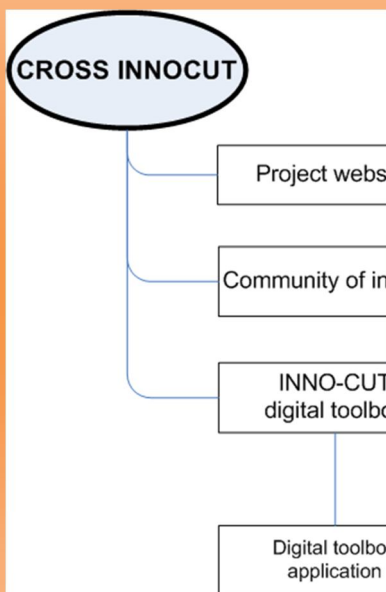 CROSS INNOCUT
Project webs
Community of in
INNO-CUT
digital toolbo
Digital toolbo
application